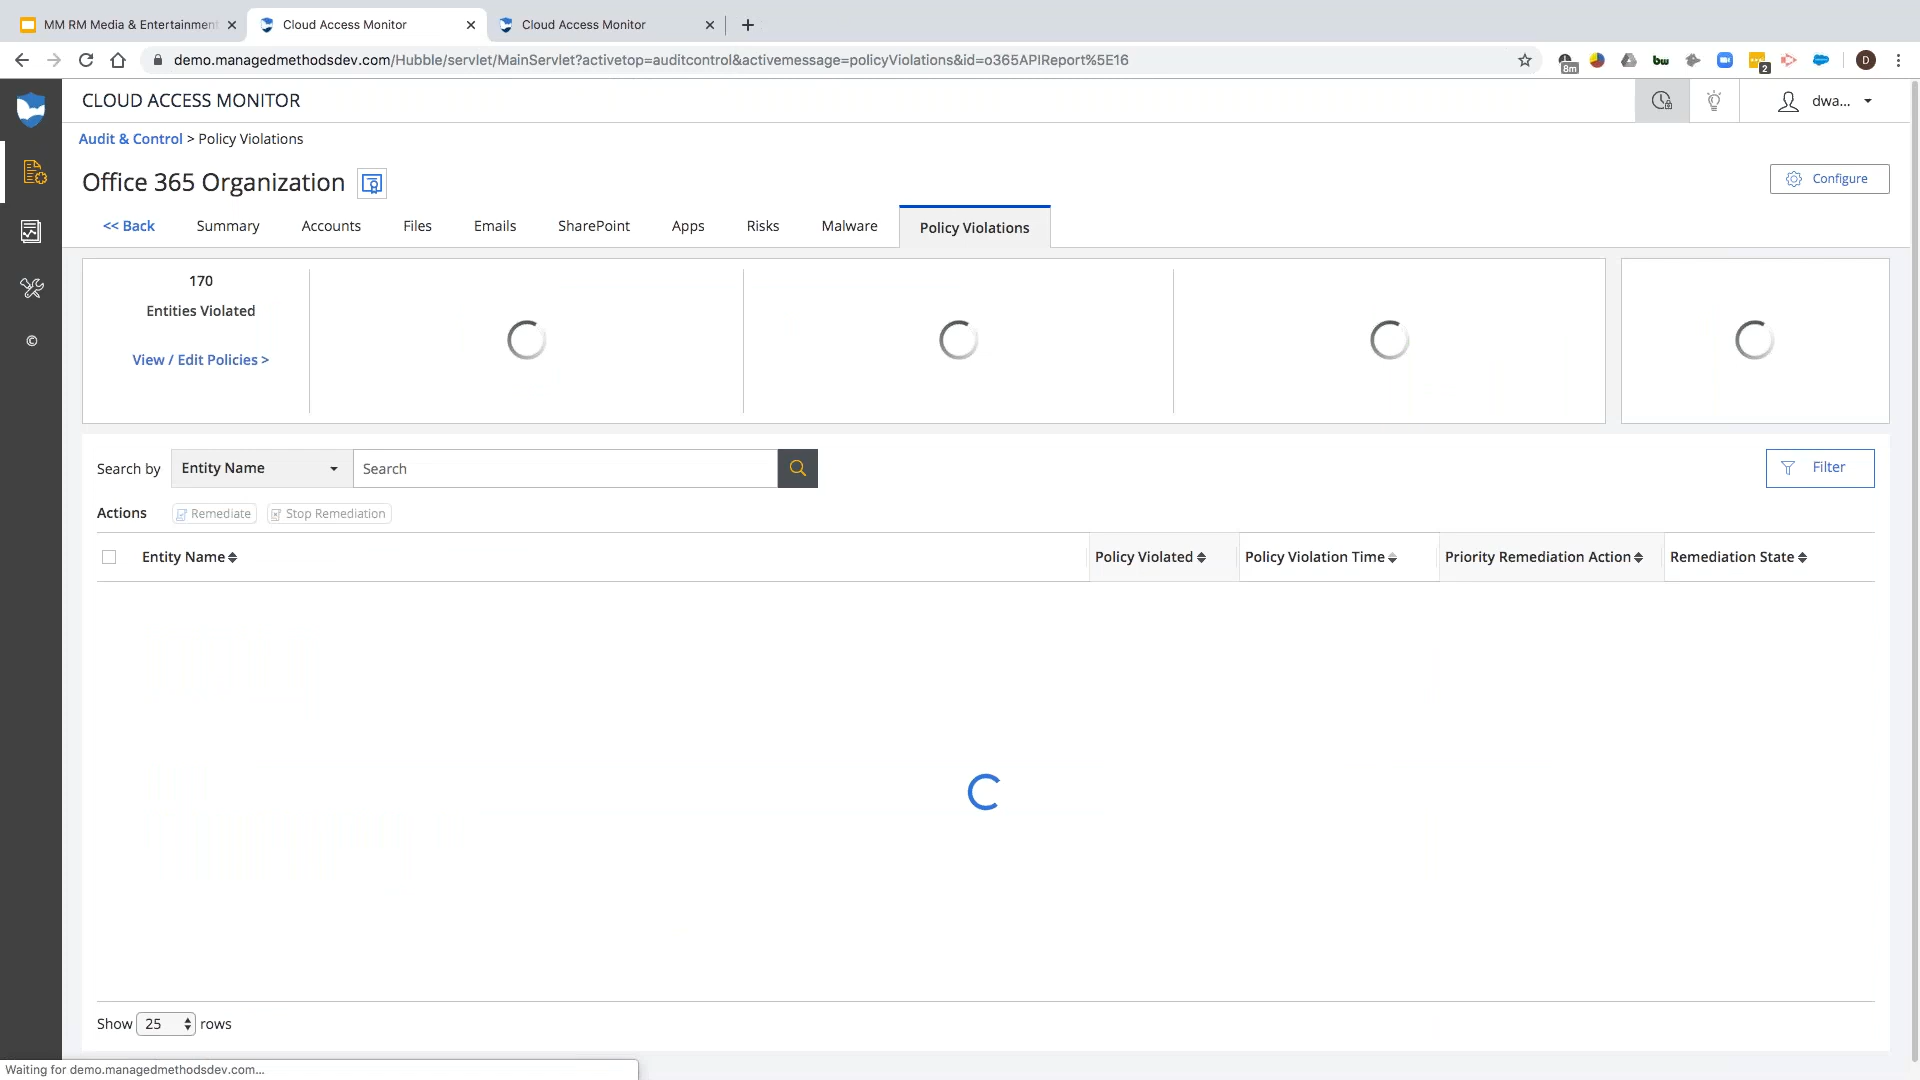 MM RM Media & Entertainment
Cloud Access Monitor
Cloud Access Monitor
demo.managedmethodsdev.com/Hubble/servlet/MainServlet?activetop=auditcontrol&activemessage=policyViolations&id=o365APIReport%5E16
8m
bw
2
D
CLOUD ACCESS MONITOR
dwa...
Audit & Control > Policy Violations
Office 365 Organization
Configure
<< Back Summary Accounts Files Emails SharePoint Apps Risks Malware Policy Violations
170
Entities Violated
View / Edit Policies >
Search by Entity Name Search
Filter
Actions Remediate Stop Remediation
Entity Name Policy Violated Policy Violation Time Priority Remediation Action Remediation State
©
Show 25 rows
Waiting for demo.managedmethodsdev.com...